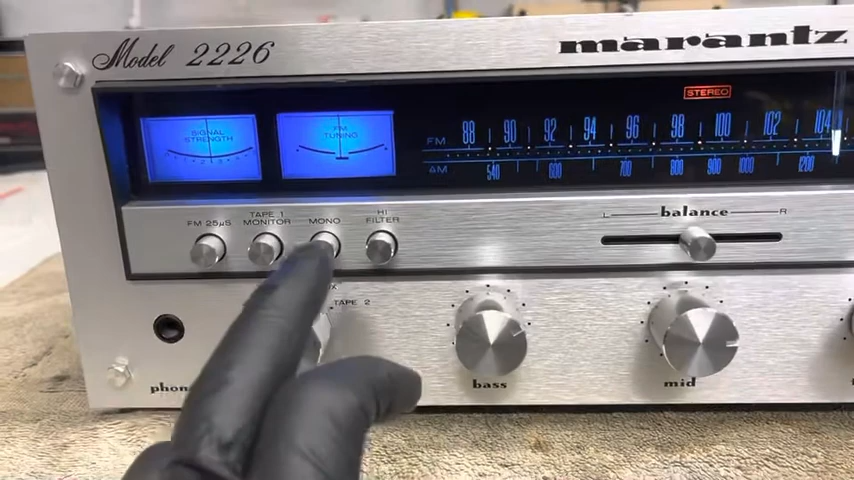 Model 2226
marantz
STEREO
SIGNAL STRENGTH
FM TUNING
FM 88 90 92 94 96 98 100 102 104
AM 540 600 700 800 900 1000 1200
FM 25µS
TAPE 1 MONITOR
MONO
HI FILTER
L balance R
TAPE 2
phon
bass
mid